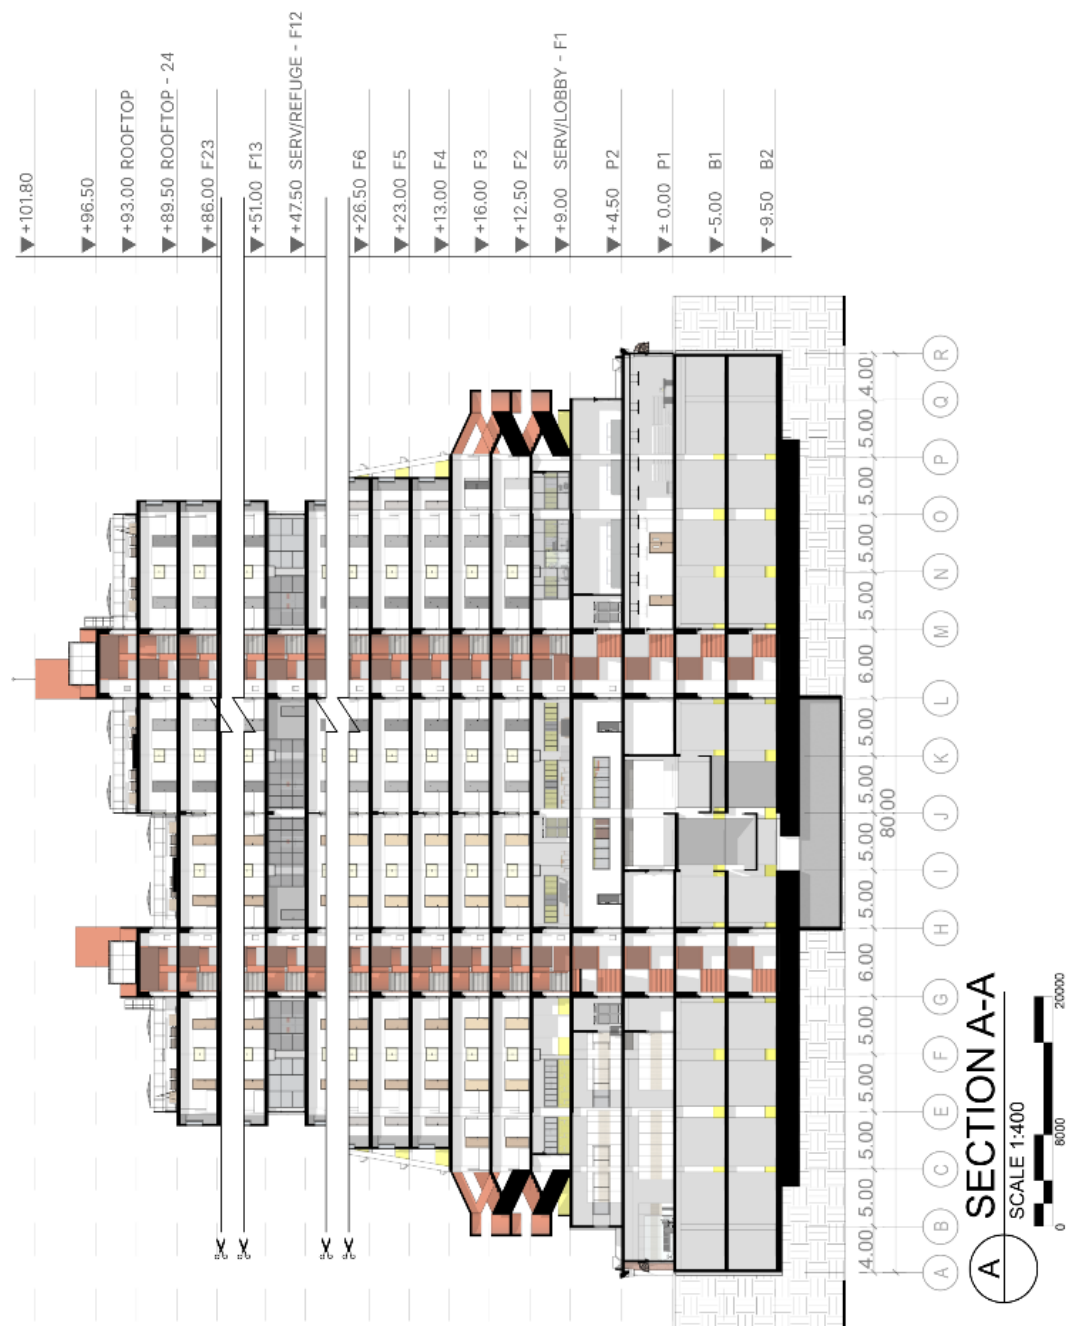 +101.80
+96.50
+93.00 ROOFTOP
+89.50 ROOFTOP - 24
+86.00 F23
+51.00 F13
+47.50 SERV/REFUGE - F12
+26.50 F6
+23.00 F5
+13.00 F4
+16.00 F3
+12.50 F2
+9.00 SERV/LOBBY - F1
+4.50 P2
± 0.00 P1
-5.00 B1
-9.50 B2
4.00 5.00 5.00 5.00 6.00 5.00 5.00 5.00 5.00 6.00 5.00 5.00 5.00 5.00 4.00
80.00
A B C E F G H I J K L M N O P Q R
A SECTION A-A
SCALE 1:400
0 8000 20000